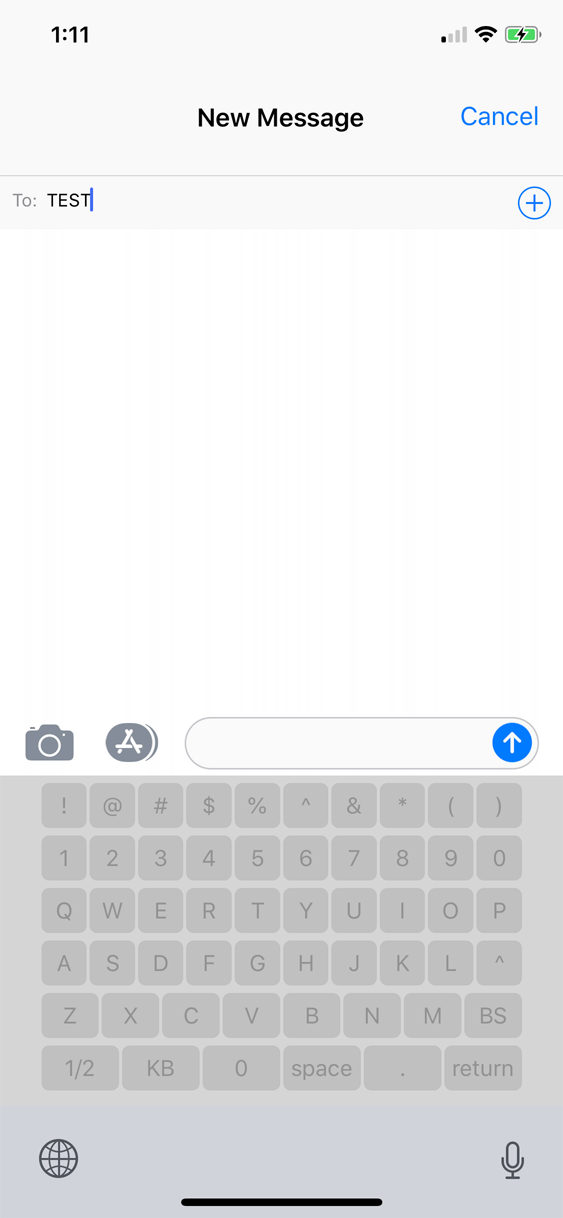 1:11
New Message Cancel
To: TEST
! @ # $ % ^ & * ( )
1 2 3 4 5 6 7 8 9 0
Q W E R T Y U I O P
A S D F G H J K L ^
Z X C V B N M BS
1/2 KB 0 space . return